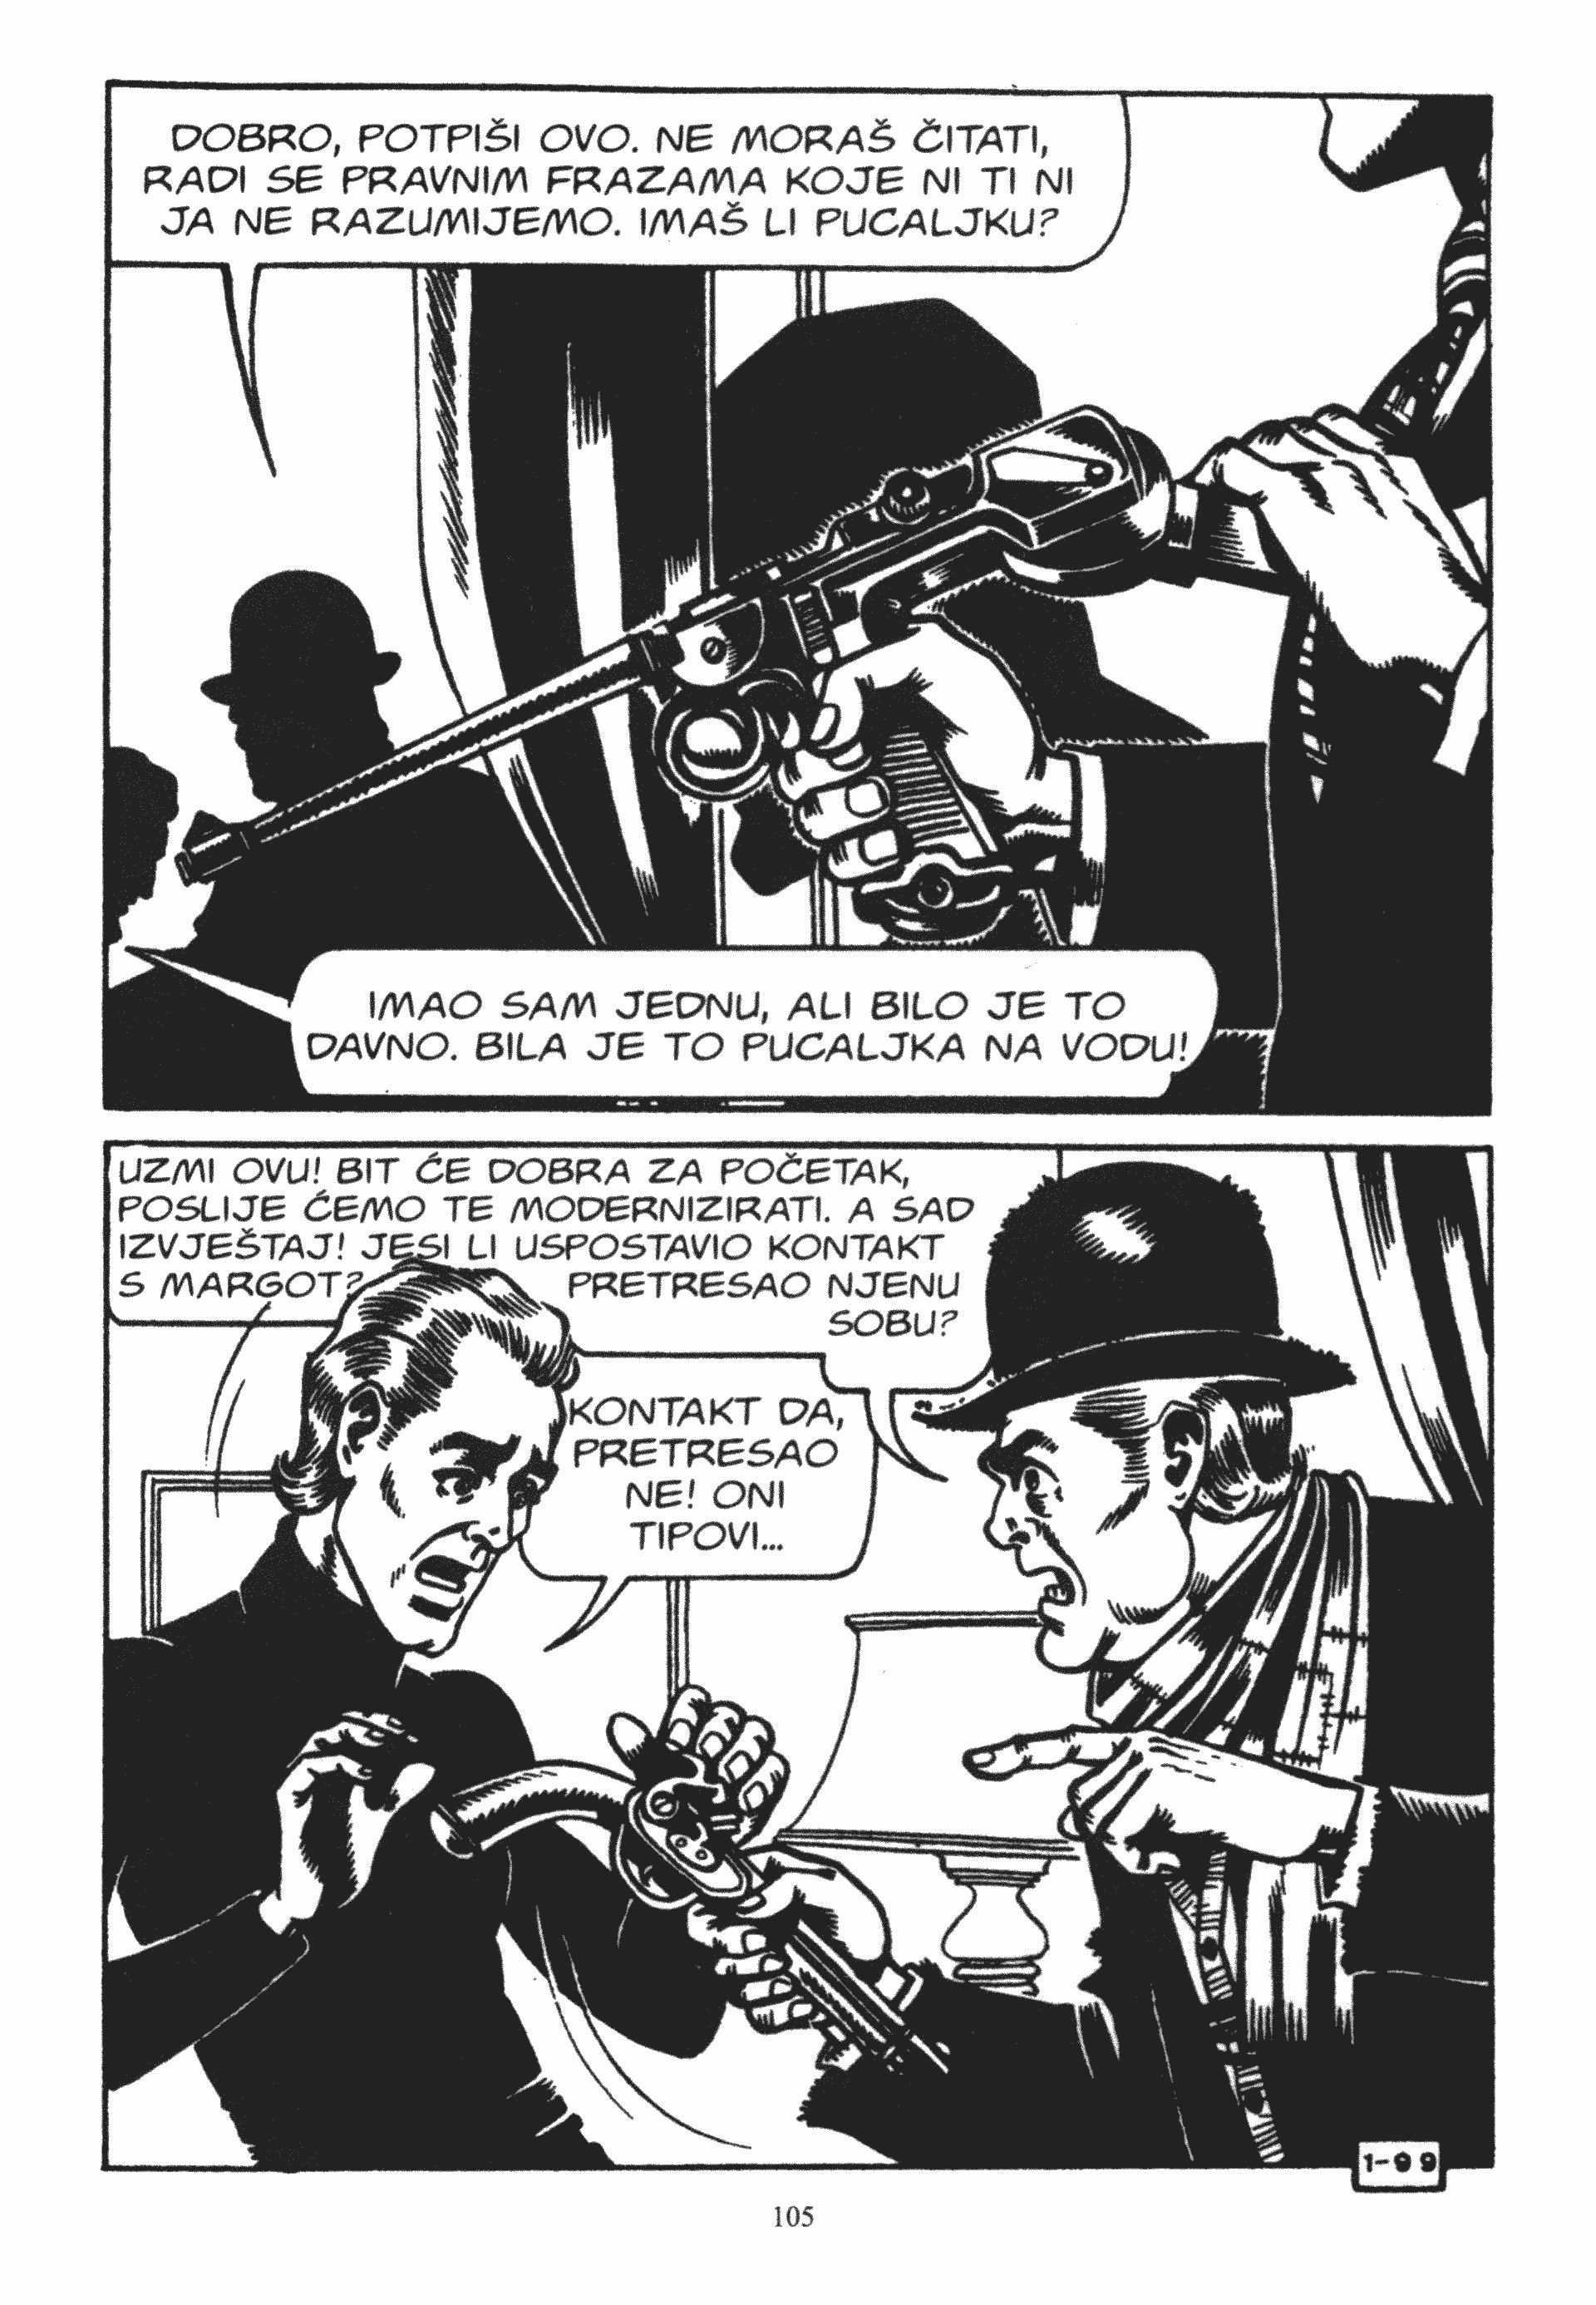 DOBRO, POTPIŠI OVO. NE MORAŠ ČITATI,
RADI SE PRAVNIM FRAZAMA KOJE NI TI NI
JA NE RAZUMIJEMO. IMAŠ LI PUCALJKU?
IMAO SAM JEDNU, ALI BILO JE TO
DAVNO. BILA JE TO PUCALJKA NA VODU!
UZMI OVU! BIT ĆE DOBRA ZA POČETAK,
POSLIJE ĆEMO TE MODERNIZIRATI. A SAD
IZVJEŠTAJ! JESI LI USPOSTAVIO KONTAKT
S MARGOT? PRETRESAO NJENU
SOBU?
KONTAKT DA,
PRETRESAO
NE! ONI
TIPOVI...
1-99
105